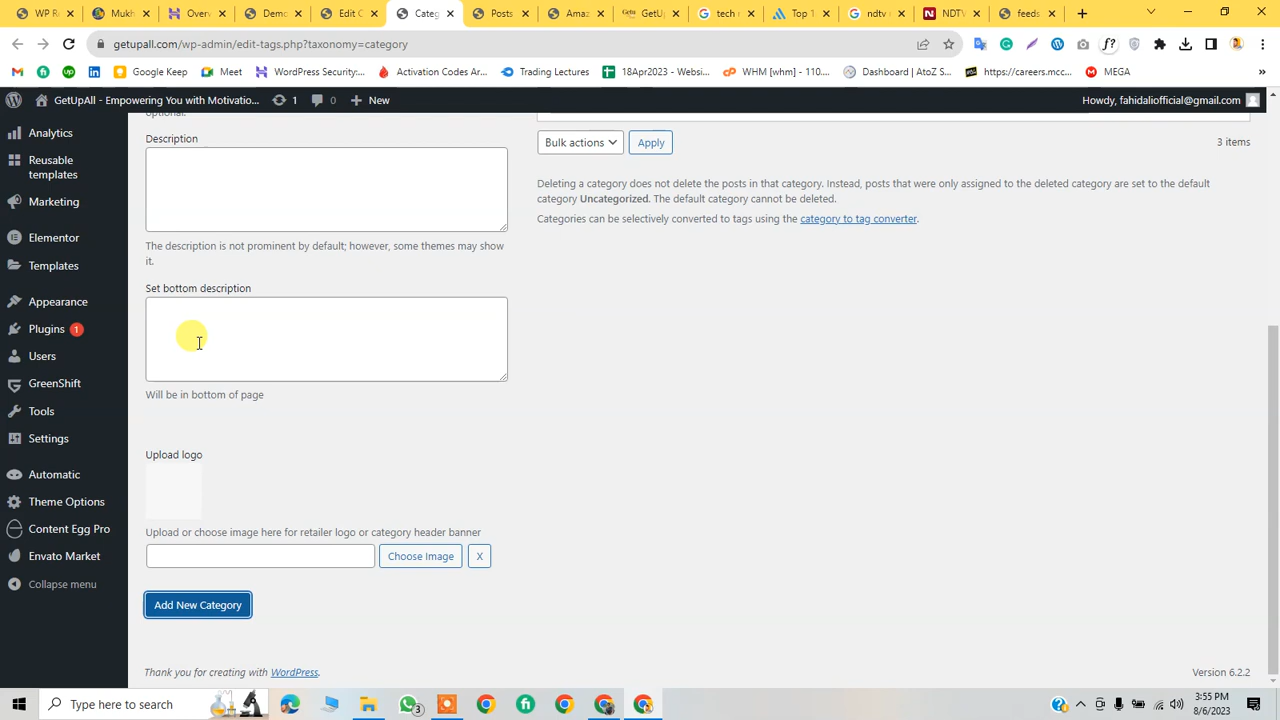 WP R
Mukh
Overv
Demo
Edit C
Categ
Posts
Amaz
GetU
tech
Top 1
ndtv
NDTV
feeds
getupall.com/wp-admin/edit-tags.php?taxonomy=category
Google Keep
Meet
WordPress Security:...
Activation Codes Ar...
Trading Lectures
18Apr2023 - Websi...
WHM [whm] - 110....
Dashboard | AtoZ S...
https://careers.mcc...
MEGA
GetUpAll - Empowering You with Motivatio...
1
0
New
Howdy, fahidaliofficial@gmail.com
Analytics
Reusable
templates
Marketing
Elementor
Templates
Appearance
Plugins 1
Users
GreenShift
Tools
Settings
Automatic
Theme Options
Content Egg Pro
Envato Market
Collapse menu
optional.
Description
The description is not prominent by default; however, some themes may show
it.
Set bottom description
Will be in bottom of page
Upload logo
Upload or choose image here for retailer logo or category header banner
Choose Image
X
Add New Category
Bulk actions
Apply
3 items
Deleting a category does not delete the posts in that category. Instead, posts that were only assigned to the deleted category are set to the default
category Uncategorized. The default category cannot be deleted.
Categories can be selectively converted to tags using the category to tag converter.
Thank you for creating with WordPress.
Version 6.2.2
Type here to search
3
3:55 PM
8/6/2023